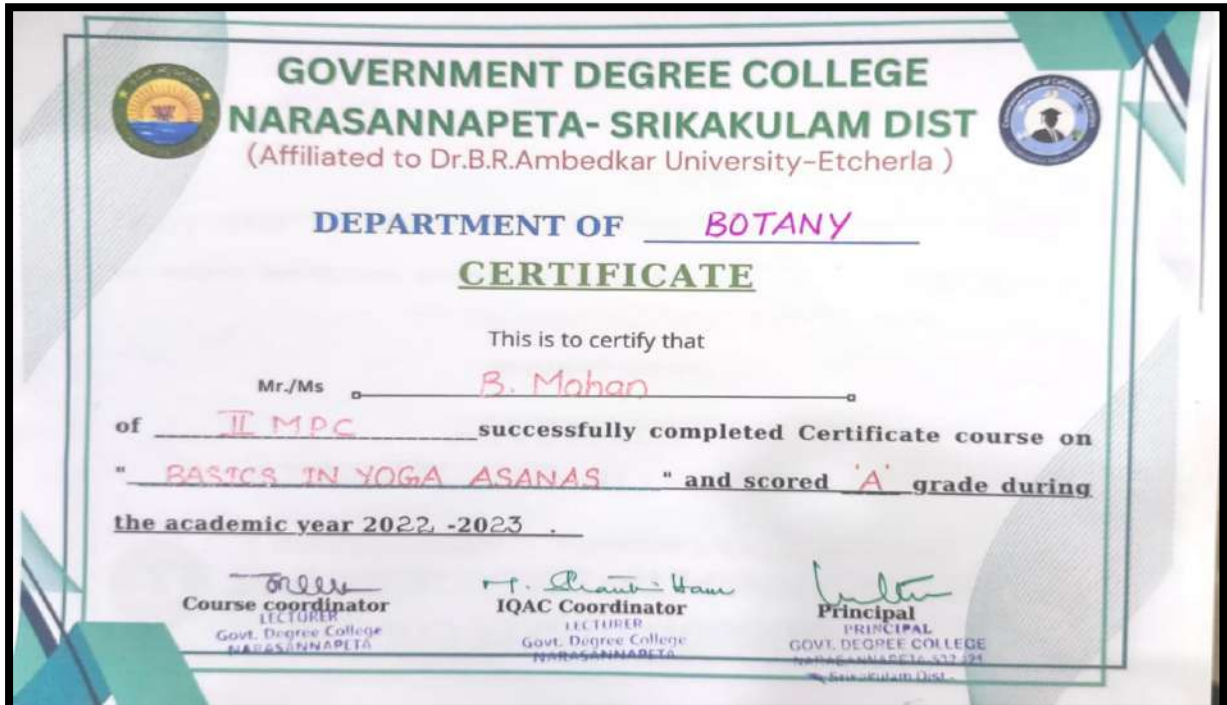 GOVERNMENT DEGREE COLLEGE
NARASANNAPETA- SRIKAKULAM DIST
(Affiliated to Dr.B.R.Ambedkar University-Etcherla )
DEPARTMENT OF BOTANY
CERTIFICATE
This is to certify that
Mr./Ms B. Mohan
of II MPC successfully completed Certificate course on
" BASICS IN YOGA ASANAS " and scored 'A' grade during
the academic year 2022 -2023 .
Course coordinator
LECTURER
Govt. Degree College
NARASANNAPETA
IQAC Coordinator
LECTURER
Govt. Degree College
NARASANNAPETA
Principal
PRINCIPAL
GOVT. DEGREE COLLEGE
NARASANNAPETA-532 421
Srikakulam Dist.